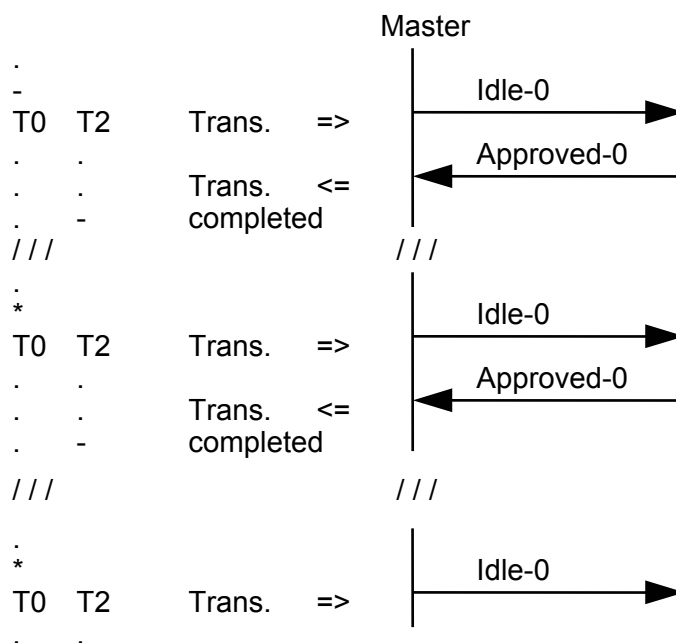 Master
.
-
Idle-0
T0 T2 Trans. =>
. .
Approved-0
. . Trans. <=
. - completed
/ / / / / /
.
*
Idle-0
T0 T2 Trans. =>
. .
Approved-0
. . Trans. <=
. - completed
/ / / / / /
.
*
Idle-0
T0 T2 Trans. =>
. .